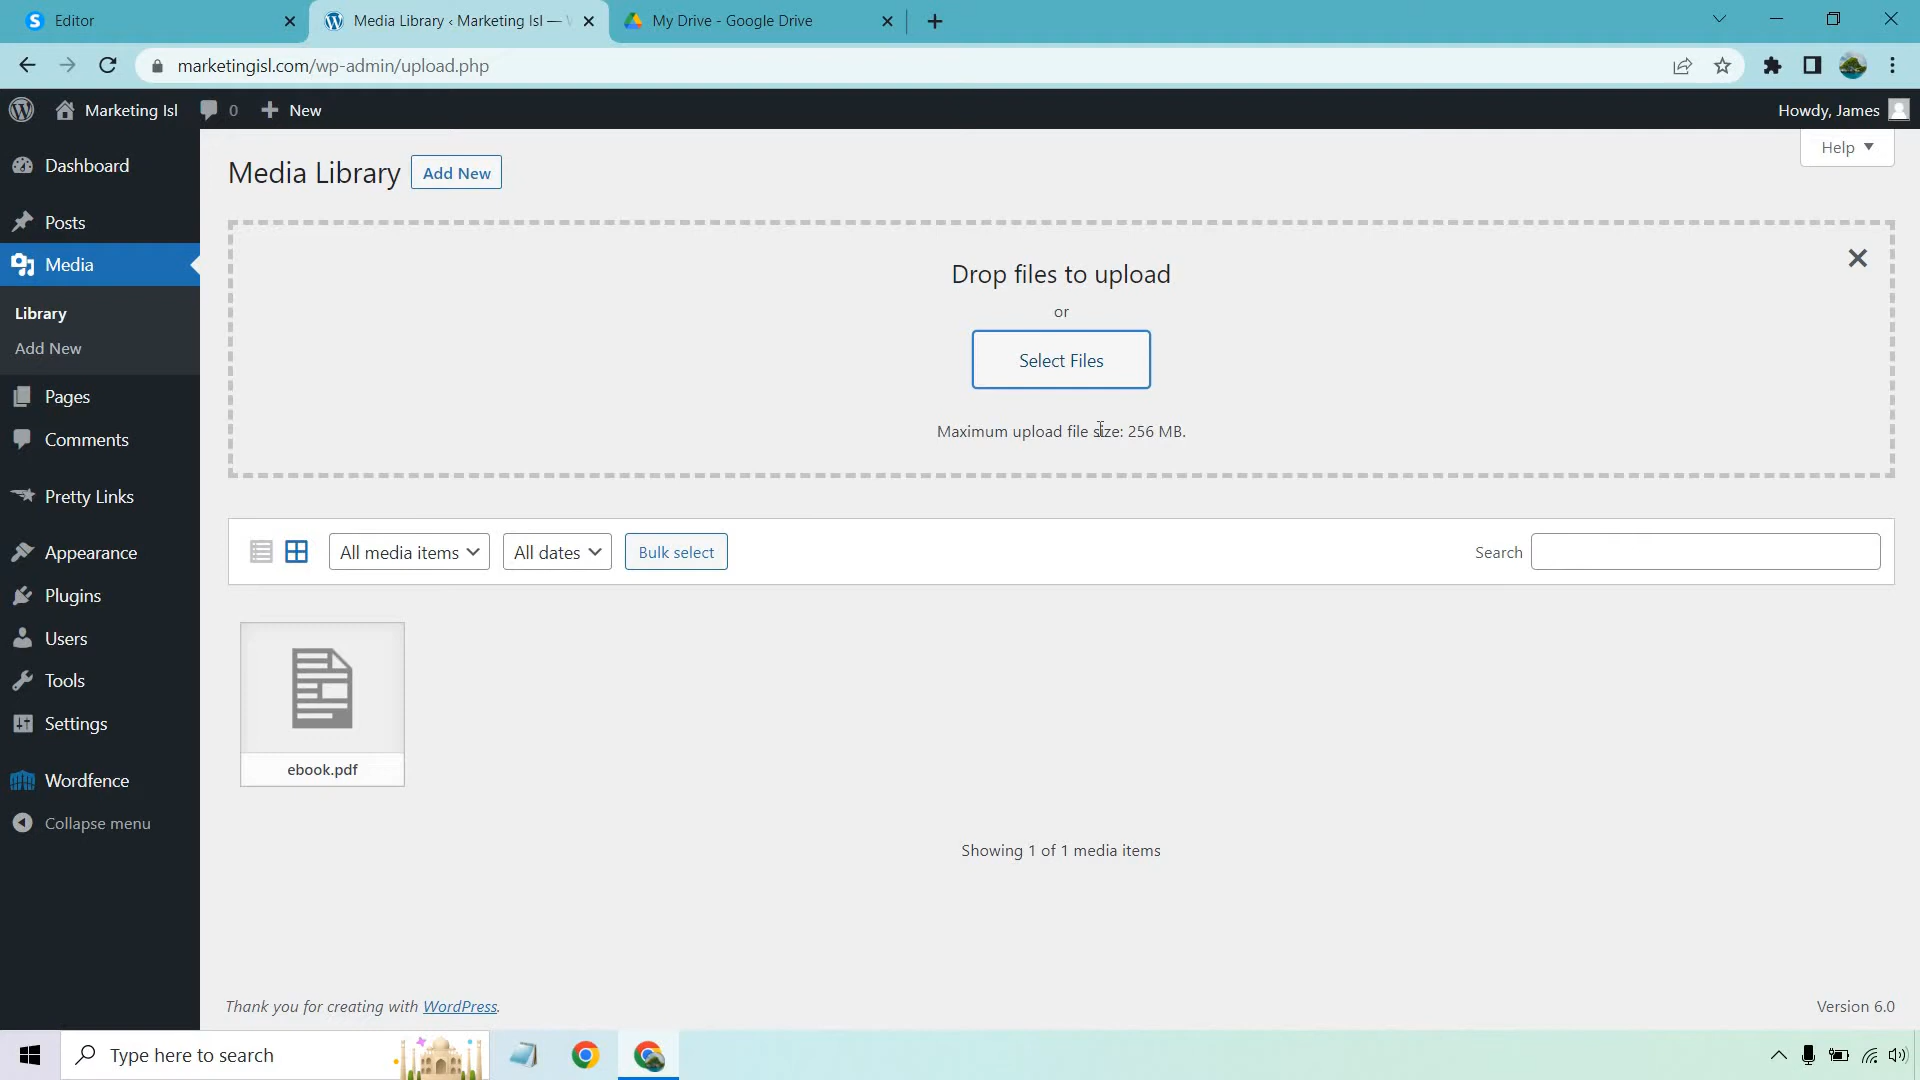 Editor
Media Library ‹ Marketing Isl — W
My Drive - Google Drive
marketingisl.com/wp-admin/upload.php
Marketing Isl
0
New
Howdy, James
Help
Dashboard
Posts
Media
Library
Add New
Pages
Comments
Pretty Links
Appearance
Plugins
Users
Tools
Settings
Wordfence
Collapse menu
Media Library
Add New
Drop files to upload
or
Select Files
Maximum upload file size: 256 MB.
All media items
All dates
Bulk select
Search
ebook.pdf
Showing 1 of 1 media items
Thank you for creating with WordPress.
Version 6.0
Type here to search